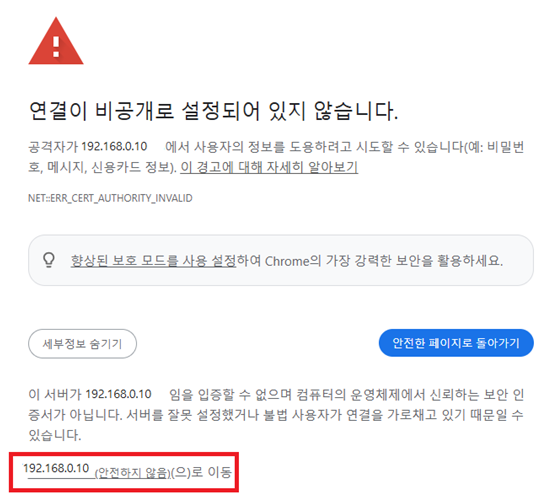 연결이 비공개로 설정되어 있지 않습니다.
공격자가 192.168.0.10 에서 사용자의 정보를 도용하려고 시도할 수 있습니다(예: 비밀번
호, 메시지, 신용카드 정보). 이 경고에 대해 자세히 알아보기
NET::ERR_CERT_AUTHORITY_INVALID
향상된 보호 모드를 사용 설정하여 Chrome의 가장 강력한 보안을 활용하세요.
세부정보 숨기기
안전한 페이지로 돌아가기
이 서버가 192.168.0.10 임을 입증할 수 없으며 컴퓨터의 운영체제에서 신뢰하는 보안 인
증서가 아닙니다. 서버를 잘못 설정했거나 불법 사용자가 연결을 가로채고 있기 때문일 수
있습니다.
192.168.0.10 (안전하지 않음)(으)로 이동